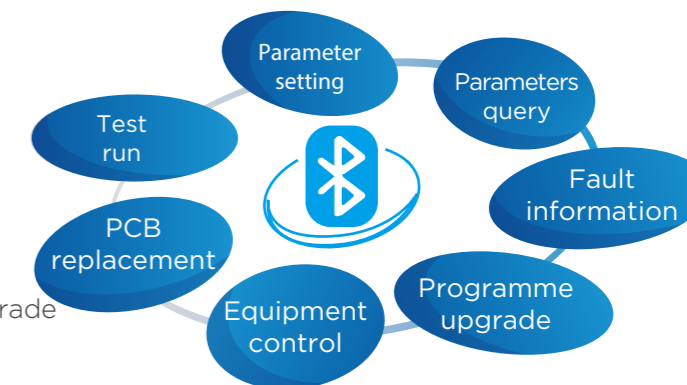 Parameter
setting
Parameters
query
Test
run
Fault
information
PCB
replacement
Programme
upgrade
Equipment
control
rade